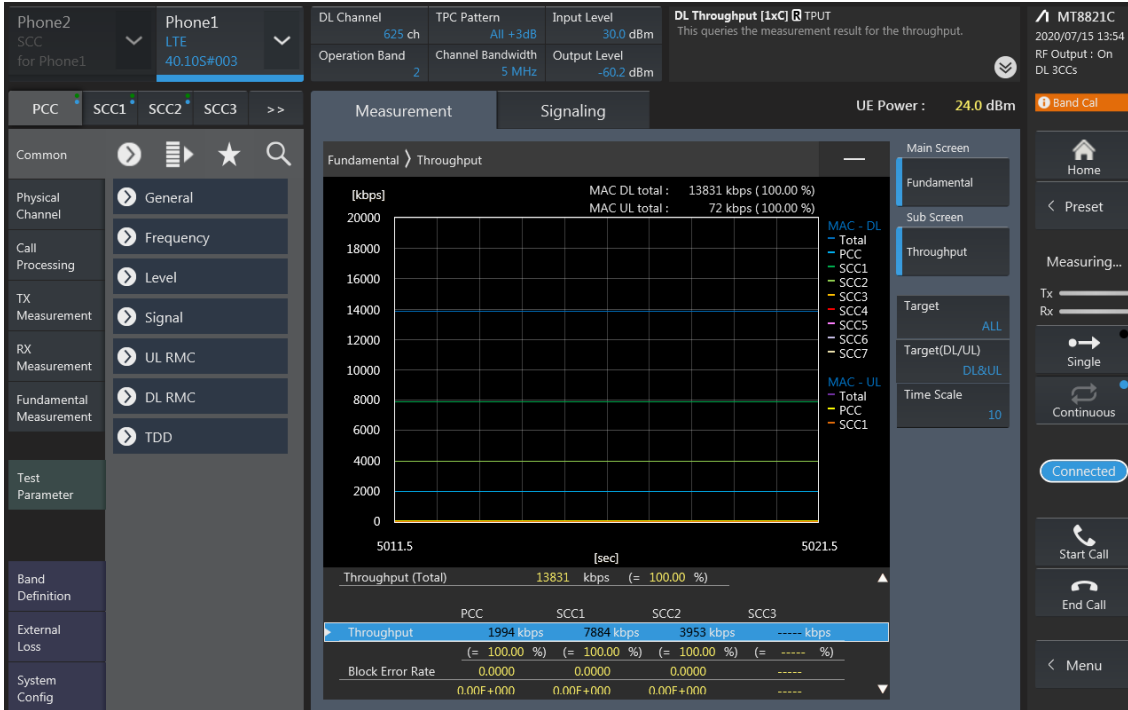 Phone2
SCC
for Phone1
Phone1
LTE
40.10S#003
DL Channel
625 ch
TPC Pattern
All +3dB
Input Level
30.0 dBm
Operation Band
2
Channel Bandwidth
5 MHz
Output Level
-60.2 dBm
DL Throughput [1xC] R TPUT
This queries the measurement result for the throughput.
MT8821C
2020/07/15 13:54
RF Output : On
DL 3CCs
PCC SCC1 SCC2 SCC3 >>
Measurement Signaling
UE Power : 24.0 dBm
Band Cal
Common
Physical
Channel
Call
Processing
TX
Measurement
RX
Measurement
Fundamental
Measurement
Test
Parameter
Band
Definition
External
Loss
System
Config
General
Frequency
Level
Signal
UL RMC
DL RMC
TDD
Fundamental 〉 Throughput
[kbps]
MAC DL total : 13831 kbps ( 100.00 %)
MAC UL total : 72 kbps ( 100.00 %)
20000
18000
16000
14000
12000
10000
8000
6000
4000
2000
0
5011.5
[sec]
5021.5
MAC - DL
Total
PCC
SCC1
SCC2
SCC3
SCC4
SCC5
SCC6
SCC7
MAC - UL
Total
PCC
SCC1
Throughput (Total) 13831 kbps (= 100.00 %)
PCC SCC1 SCC2 SCC3
Throughput 1994 kbps 7884 kbps 3953 kbps ----- kbps
(= 100.00 %) (= 100.00 %) (= 100.00 %) (= ----- %)
Block Error Rate 0.0000 0.0000 0.0000 -----
0.00E+000 0.00E+000 0.00E+000 -----
Main Screen
Fundamental
Sub Screen
Throughput
Target
ALL
Target(DL/UL)
DL&UL
Time Scale
10
Home
< Preset
Measuring...
Tx
Rx
Single
Continuous
Connected
Start Call
End Call
< Menu